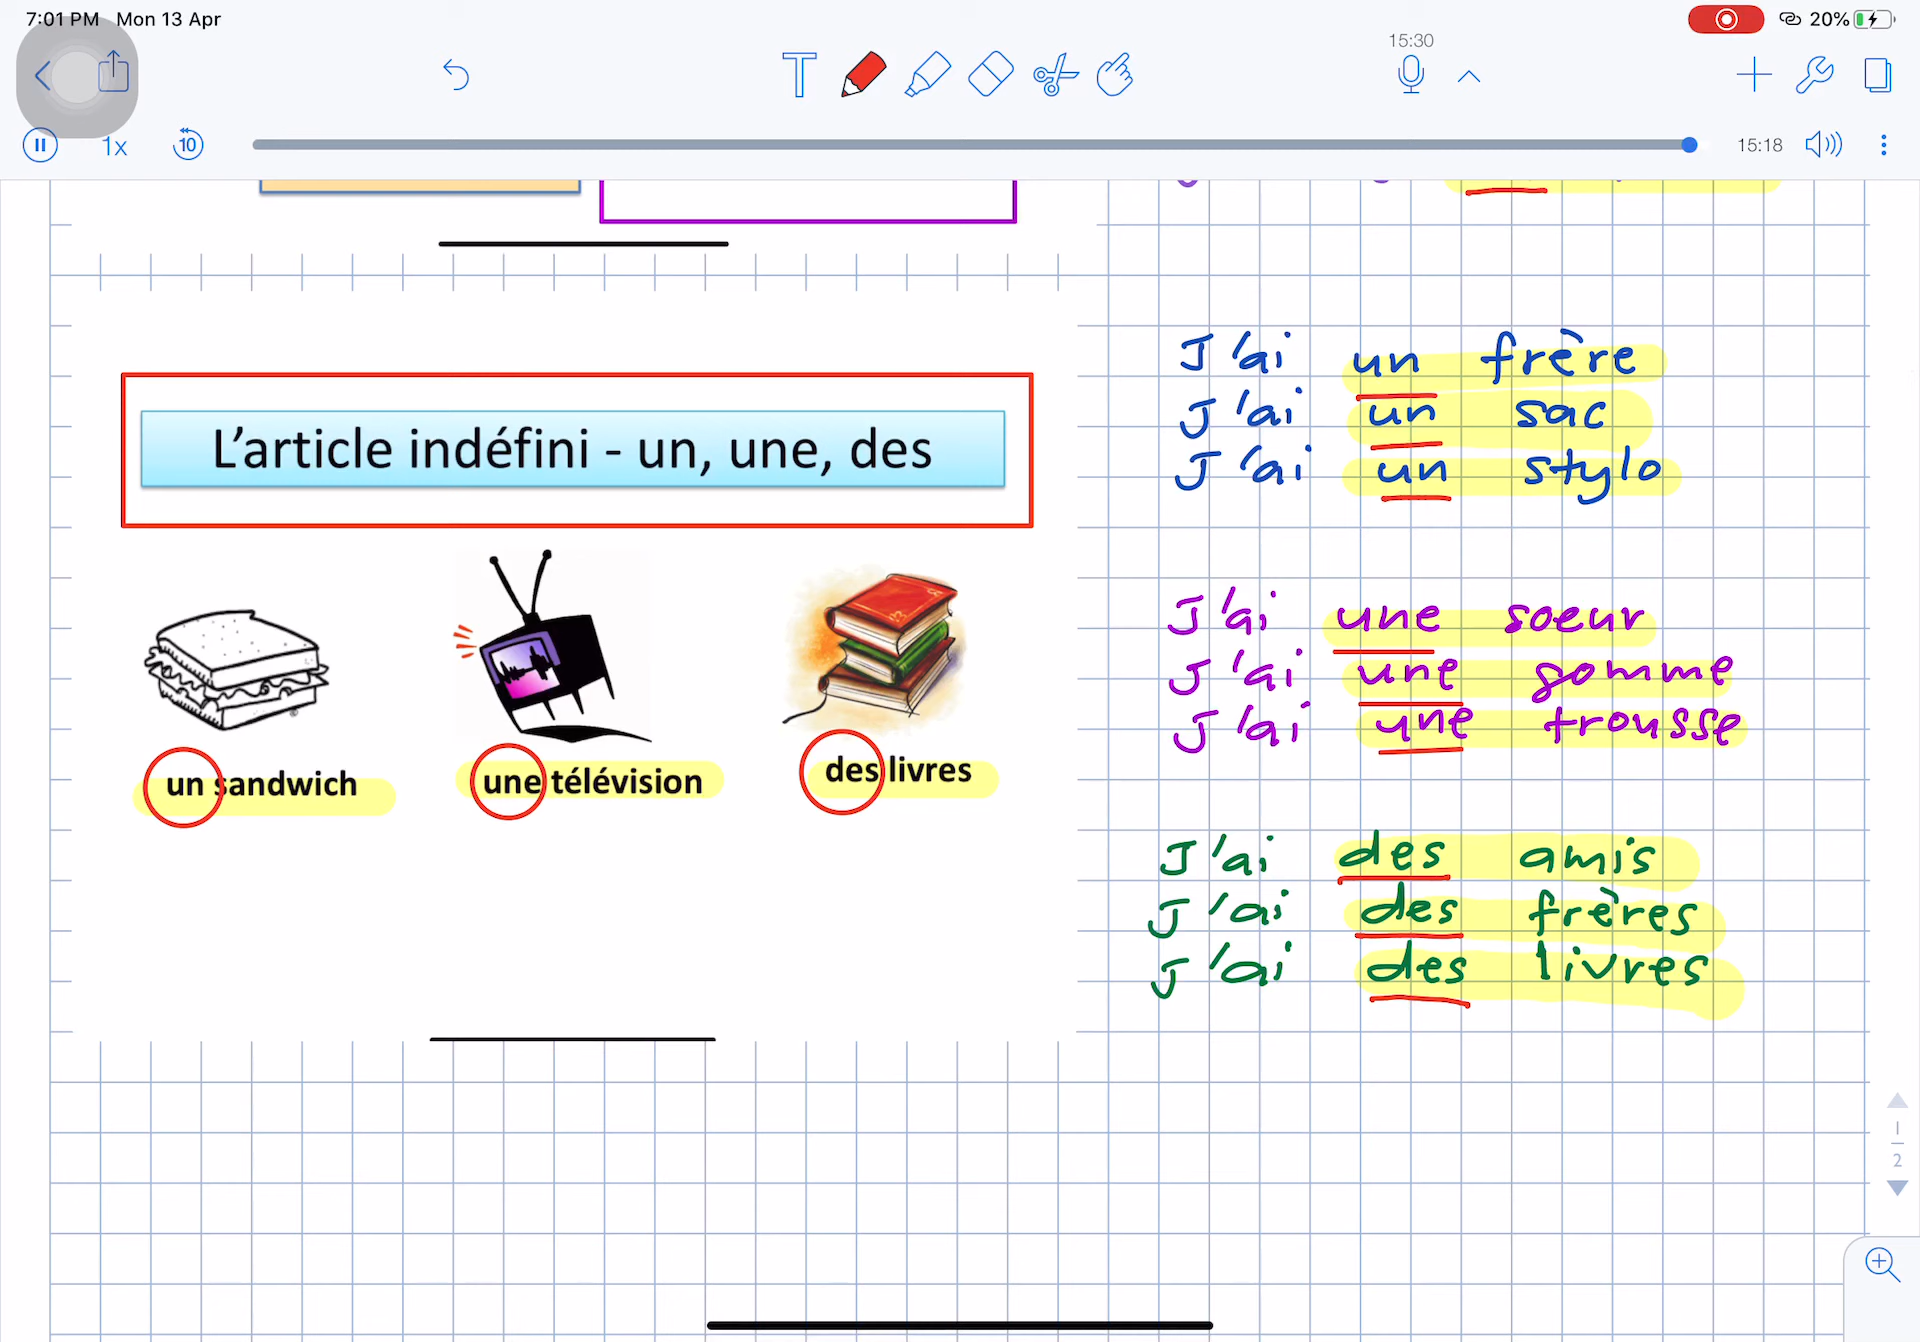 7:01 PM Mon 13 Apr
20%
15:30
1x
10
15:18
L'article indéfini - un, une, des
un sandwich
une télévision
des livres
J'ai un frère
J'ai un sac
J'ai un stylo
J'ai une soeur
J'ai une gomme
J'ai une trousse
J'ai des amis
J'ai des frères
J'ai des livres
1
2